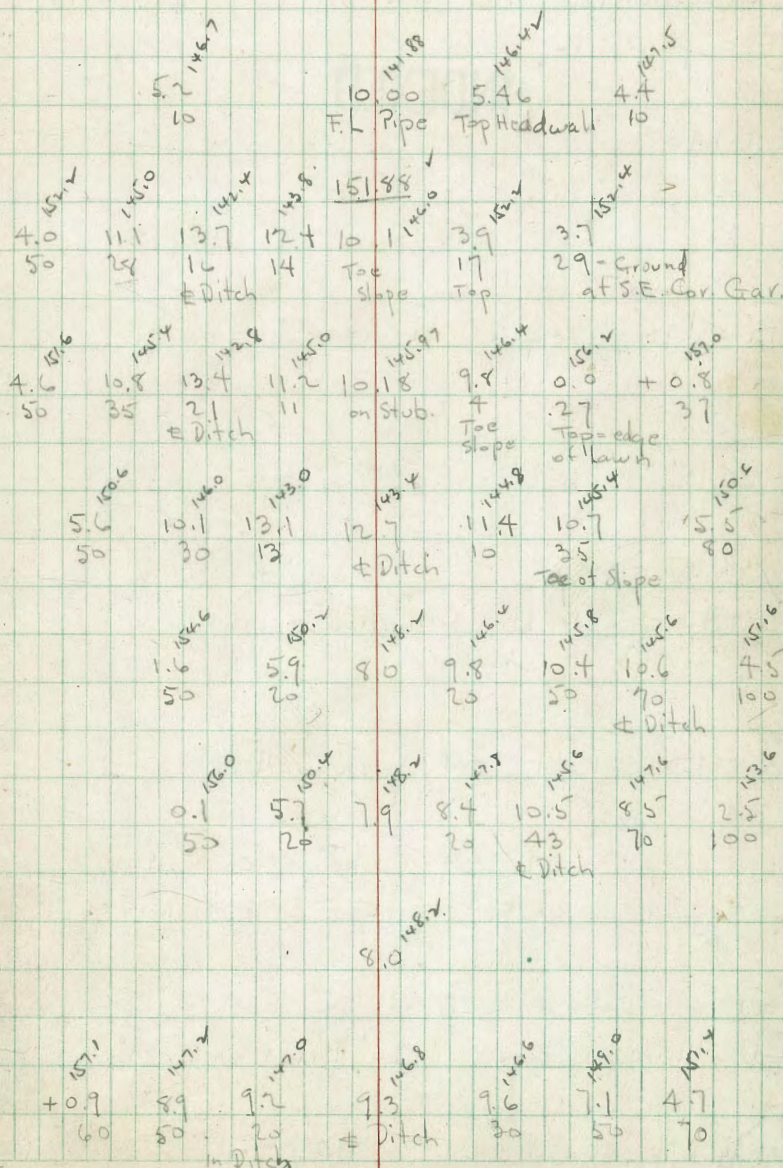 146.7 141.88 146.42 147.5
5.2 10.00 5.46 4.4
10 F.L Pipe Top Headwall 10
151.88
152.2 145.0 142.4 143.8. 146.0 152.2 152.4
4.0 11.1 13.7 12.4 10.1 3.9 3.7
50 28 16 14 Toe 17 29 - Ground
℄ Ditch Slope Top at S.E. Cor. Gar.
151.6 145.4 142.8 145.0 145.97 146.4 156.2 157.0
4.6 10.8 13.4 11.2 10.18 9.8 0.0 + 0.8
50 35 21 11 on Stub. 4 27 37
℄ Ditch Toe Top=edge
Slope of Lawn
150.6 146.0 143.0 143.4 144.8 145.4 150.6
5.6 10.1 13.1 12.7 11.4 10.7 5.5
50 30 13 ℄ Ditch 10 35 80
Toe of Slope
154.6 150.2 148.2 146.4 145.8 145.6 151.6
1.6 5.9 8.0 9.8 10.4 10.6 4.5
50 20 20 50 70 100
℄ Ditch
156.0 150.4 148.2 147.8 145.6 147.6 153.6
0.1 5.7 7.9 8.4 10.5 8.5 2.5
50 20 20 43 70 100
℄ Ditch
148.2.
8.0
157.1 147.2 147.0 146.8 146.6 149.0
+0.9 8.9 9.2 9.3 9.6 7.1 4.7
60 50 20 ℄ Ditch 30 50 70
In Ditch